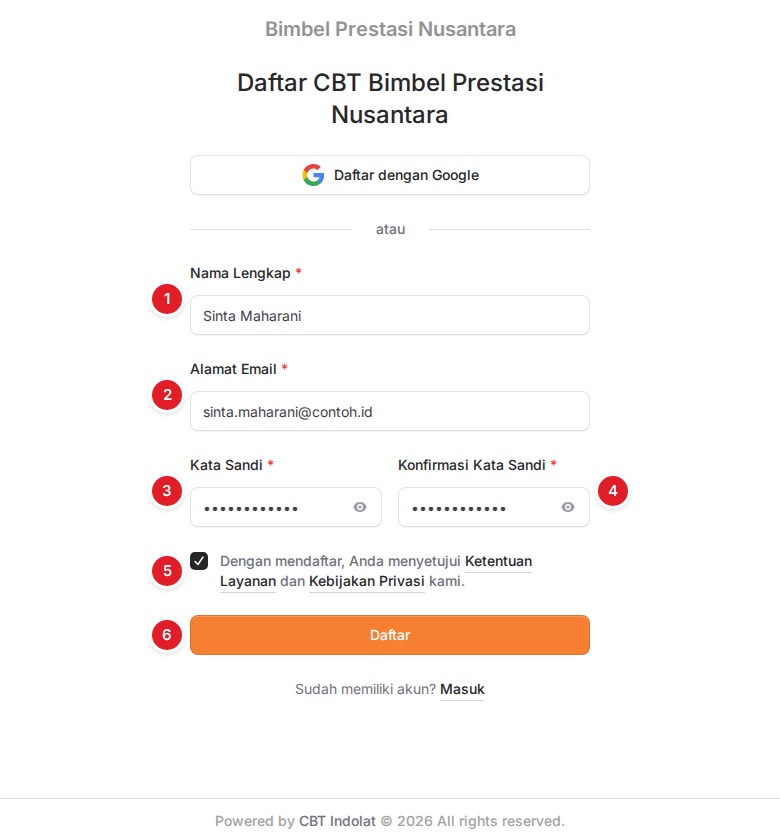 Bimbel Prestasi Nusantara
Daftar CBT Bimbel Prestasi
Nusantara
Daftar dengan Google
atau
Nama Lengkap *
1
Sinta Maharani
Alamat Email *
2
sinta.maharani@contoh.id
Kata Sandi * Konfirmasi Kata Sandi *
3 •••••••••••• •••••••••••• 4
5 Dengan mendaftar, Anda menyetujui Ketentuan
Layanan dan Kebijakan Privasi kami.
6 Daftar
Sudah memiliki akun? Masuk
Powered by CBT Indolat © 2026 All rights reserved.